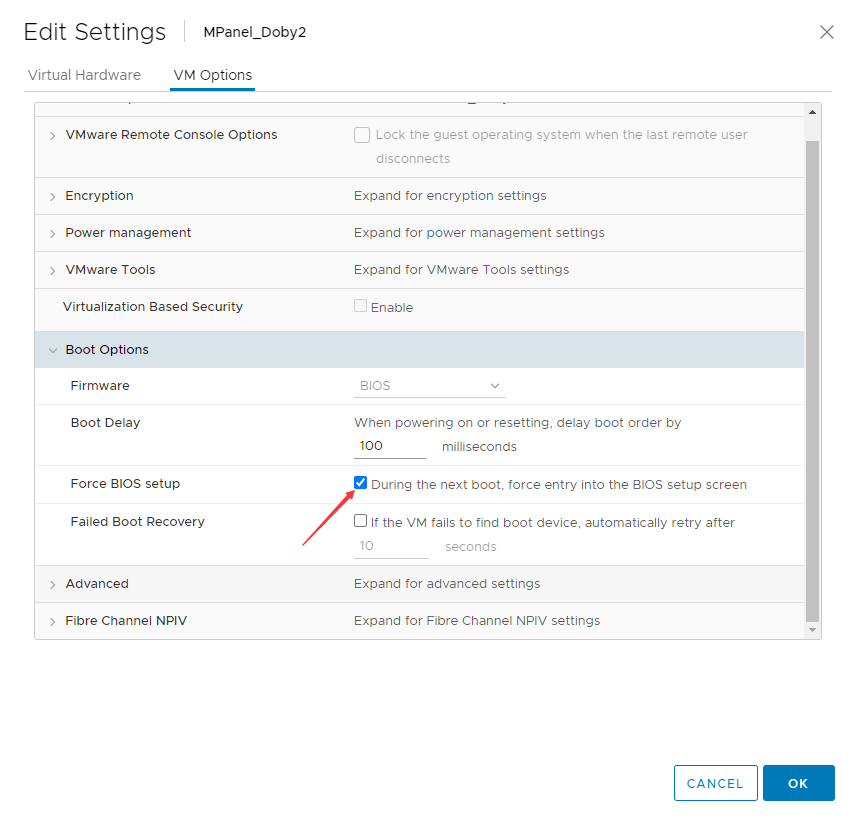 Edit Settings MPanel_Doby2
Virtual Hardware VM Options
VMware Remote Console Options Lock the guest operating system when the last remote user
disconnects
Encryption Expand for encryption settings
Power management Expand for power management settings
VMware Tools Expand for VMware Tools settings
Virtualization Based Security Enable
Boot Options
Firmware BIOS
Boot Delay When powering on or resetting, delay boot order by
100 milliseconds
Force BIOS setup During the next boot, force entry into the BIOS setup screen
Failed Boot Recovery If the VM fails to find boot device, automatically retry after
10 seconds
Advanced Expand for advanced settings
Fibre Channel NPIV Expand for Fibre Channel NPIV settings
CANCEL OK